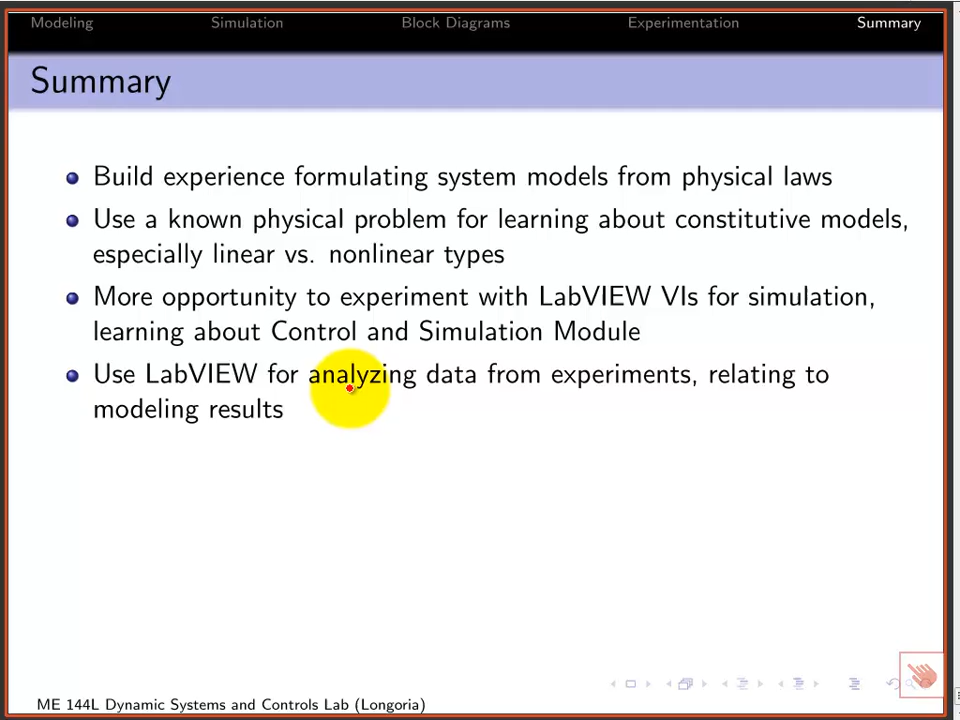 Modeling Simulation Block Diagrams Experimentation Summary
Summary
Build experience formulating system models from physical laws
Use a known physical problem for learning about constitutive models,
especially linear vs. nonlinear types
More opportunity to experiment with LabVIEW VIs for simulation,
learning about Control and Simulation Module
Use LabVIEW for analyzing data from experiments, relating to
modeling results
ME 144L Dynamic Systems and Controls Lab (Longoria)